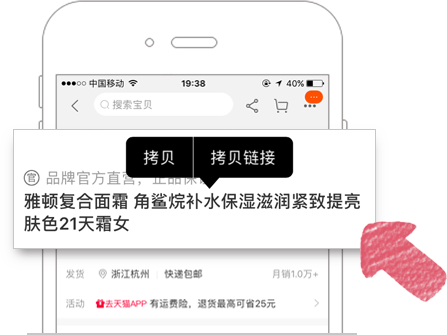 中国移动 19:38 40%
搜索宝贝
拷贝 拷贝链接
官 品牌官方直营,正品保
雅顿复合面霜 角鲨烷补水保湿滋润紧致提亮
肤色21天霜女
发货 浙江杭州 快递包邮 月销1.0万+
活动 去天猫APP 有运费险,退货最高可省25元